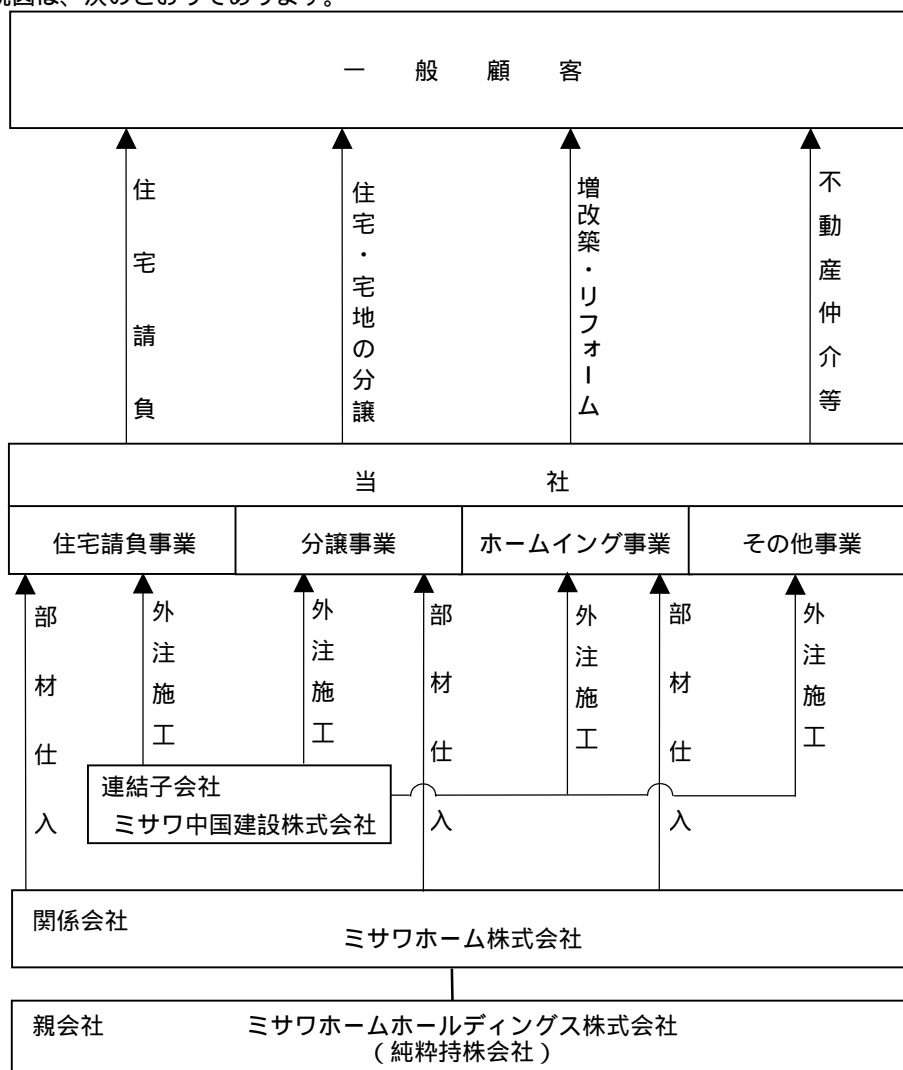 況図は、次のとおりであります。
一般顧客
住宅請負
住宅・宅地の分譲
増改築・リフォーム
不動産仲介等
当社
住宅請負事業
分譲事業
ホームイング事業
その他事業
部材仕入
外注施工
外注施工
部材仕入
外注施工
部材仕入
外注施工
連結子会社
ミサワ中国建設株式会社
関係会社
ミサワホーム株式会社
親会社
ミサワホームホールディングス株式会社
(純粋持株会社)